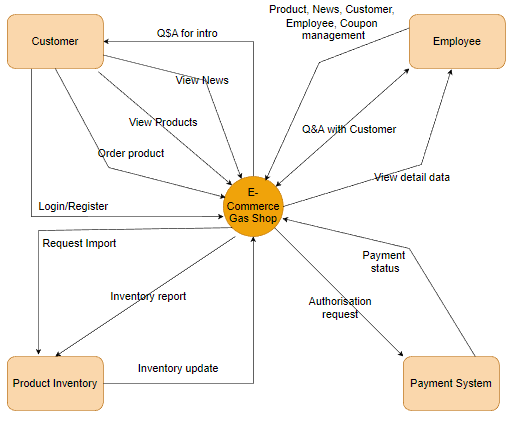 Product, News, Customer,
Employee, Coupon
management
Customer
Q$A for intro
Employee
View News
View Products
Q&A with Customer
Order product
View detail data
E-
Commerce
Gas Shop
Login/Register
Request Import
Payment
status
Inventory report
Authorisation
request
Inventory update
Product Inventory
Payment System